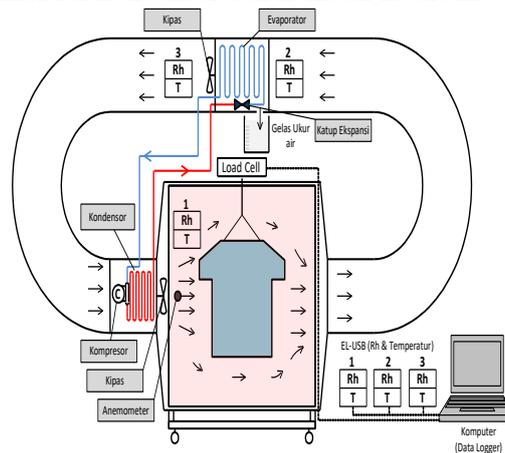 Kipas
Evaporator
3
Rh
T
2
Rh
T
Gelas Ukur
air
Katup Ekspansi
Load Cell
Kondensor
1
Rh
T
C
Kompresor
Kipas
Anemometer
EL-USB (Rh & Temperatur)
1 2 3
Rh Rh Rh
T T T
Komputer
(Data Logger)